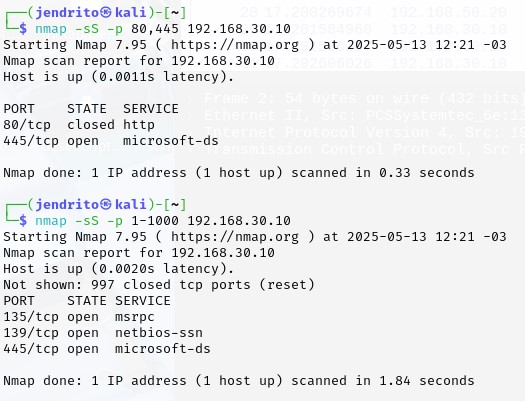 ┌──(jendrito㉿kali)-[~]
└─$ nmap -sS -p 80,445 192.168.30.10
Starting Nmap 7.95 ( https://nmap.org ) at 2025-05-13 12:21 -03
Nmap scan report for 192.168.30.10
Host is up (0.0011s latency).

PORT    STATE  SERVICE
80/tcp  closed http
445/tcp open   microsoft-ds

Nmap done: 1 IP address (1 host up) scanned in 0.33 seconds

┌──(jendrito㉿kali)-[~]
└─$ nmap -sS -p 1-1000 192.168.30.10
Starting Nmap 7.95 ( https://nmap.org ) at 2025-05-13 12:21 -03
Nmap scan report for 192.168.30.10
Host is up (0.0020s latency).
Not shown: 997 closed tcp ports (reset)
PORT    STATE SERVICE
135/tcp open  msrpc
139/tcp open  netbios-ssn
445/tcp open  microsoft-ds

Nmap done: 1 IP address (1 host up) scanned in 1.84 seconds
Frame 2: 54 bytes on wire (432 bits)
Ethernet II, Src: PCSSystemtec_6e:1
Internet Protocol Version 4, Src: 19
Transmission Control Protocol, Src P